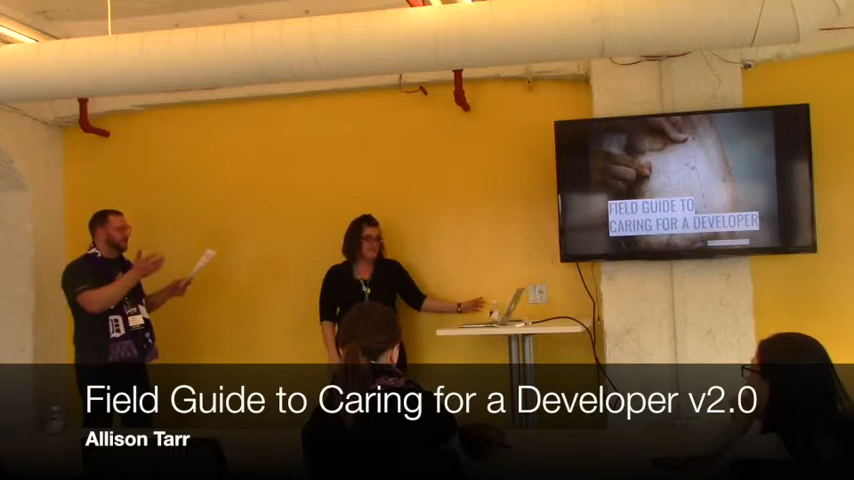 FIELD GUIDE TO
CARING FOR A DEVELOPER
D
Field Guide to Caring for a Developer v2.0
Allison Tarr